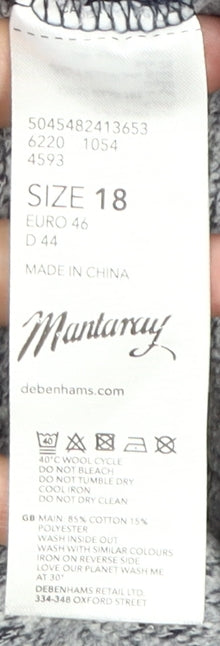 5045482413653
6220 1054
4593
SIZE 18
EURO 46
D 44
MADE IN CHINA
Mantaray
debenhams.com
40
40°C WOOL CYCLE
DO NOT BLEACH
DO NOT TUMBLE DRY
COOL IRON
DO NOT DRY CLEAN
GB MAIN: 85% COTTON 15%
POLYESTER
WASH INSIDE OUT
WASH WITH SIMILAR COLOURS
IRON ON REVERSE SIDE
LOVE OUR PLANET WASH ME
AT 30°
DEBENHAMS RETAIL LTD.
334-348 OXFORD STREET